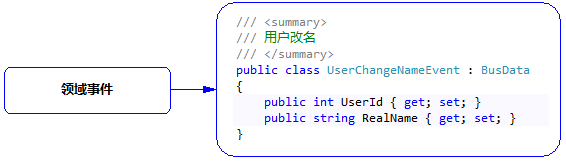 领域事件
/// <summary>
/// 用户改名
/// </summary>
public class UserChangeNameEvent : BusData
{
    public int UserId { get; set; }
    public string RealName { get; set; }
}